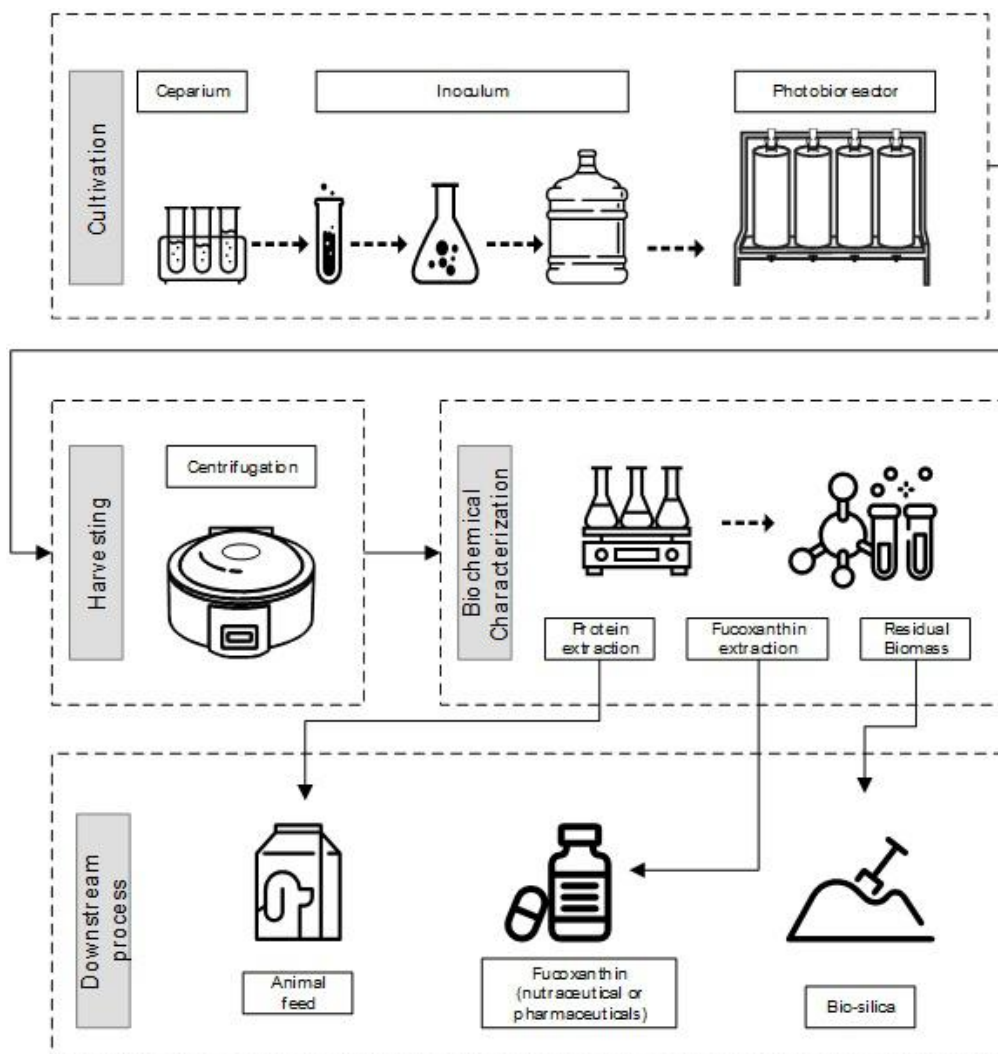 Ceparium
Inoculum
Photobioreactor
Cultivation
Centrifugation
Harvesting
Biochemical
Characterization
Protein
extraction
Fucoxanthin
extraction
Residual
Biomass
Downstream
process
Animal
feed
Fucoxanthin
(nutraceutical or
pharmaceuticals)
Bio-silica